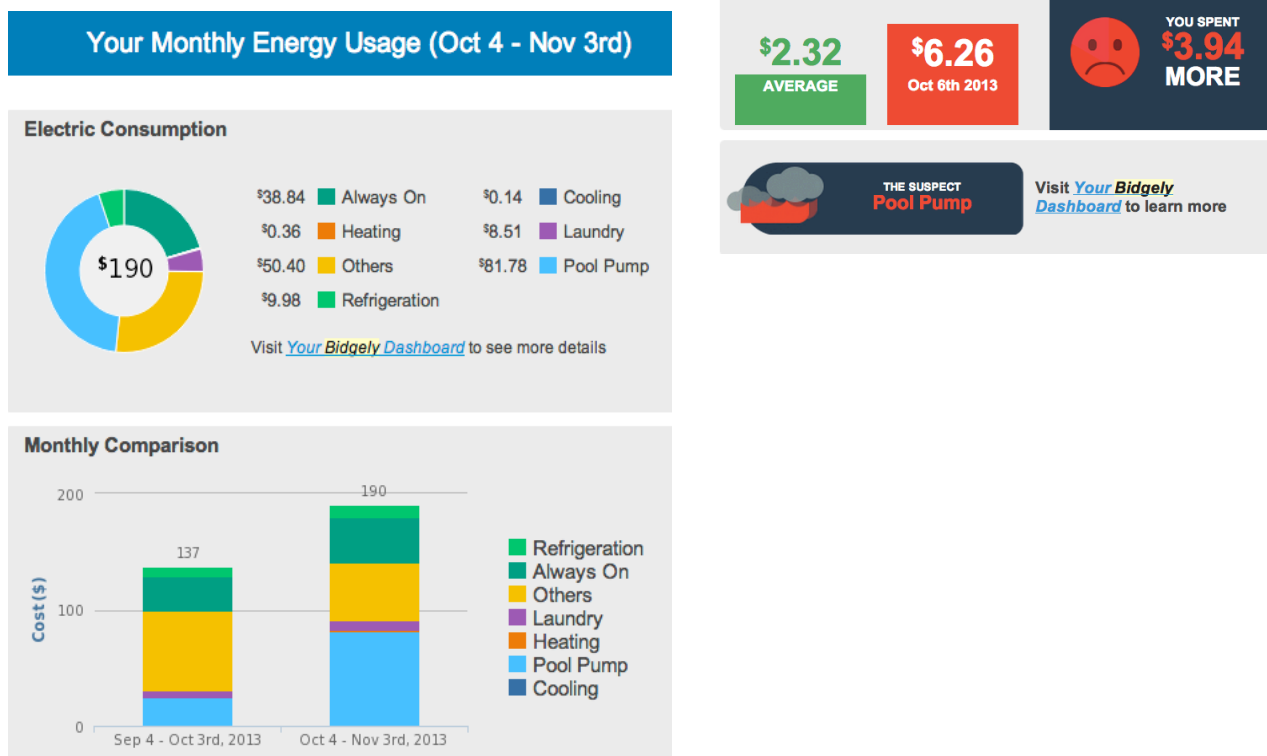 Your Monthly Energy Usage (Oct 4 - Nov 3rd)
Electric Consumption
$190
$38.84 Always On
$0.14 Cooling
$0.36 Heating
$8.51 Laundry
$50.40 Others
$81.78 Pool Pump
$9.98 Refrigeration
Visit Your Bidgely Dashboard to see more details
Monthly Comparison
Cost ($)
200
100
0
137
190
Sep 4 - Oct 3rd, 2013
Oct 4 - Nov 3rd, 2013
Refrigeration
Always On
Others
Laundry
Heating
Pool Pump
Cooling
$2.32
AVERAGE
$6.26
Oct 6th 2013
YOU SPENT
$3.94
MORE
THE SUSPECT
Pool Pump
Visit Your Bidgely
Dashboard to learn more